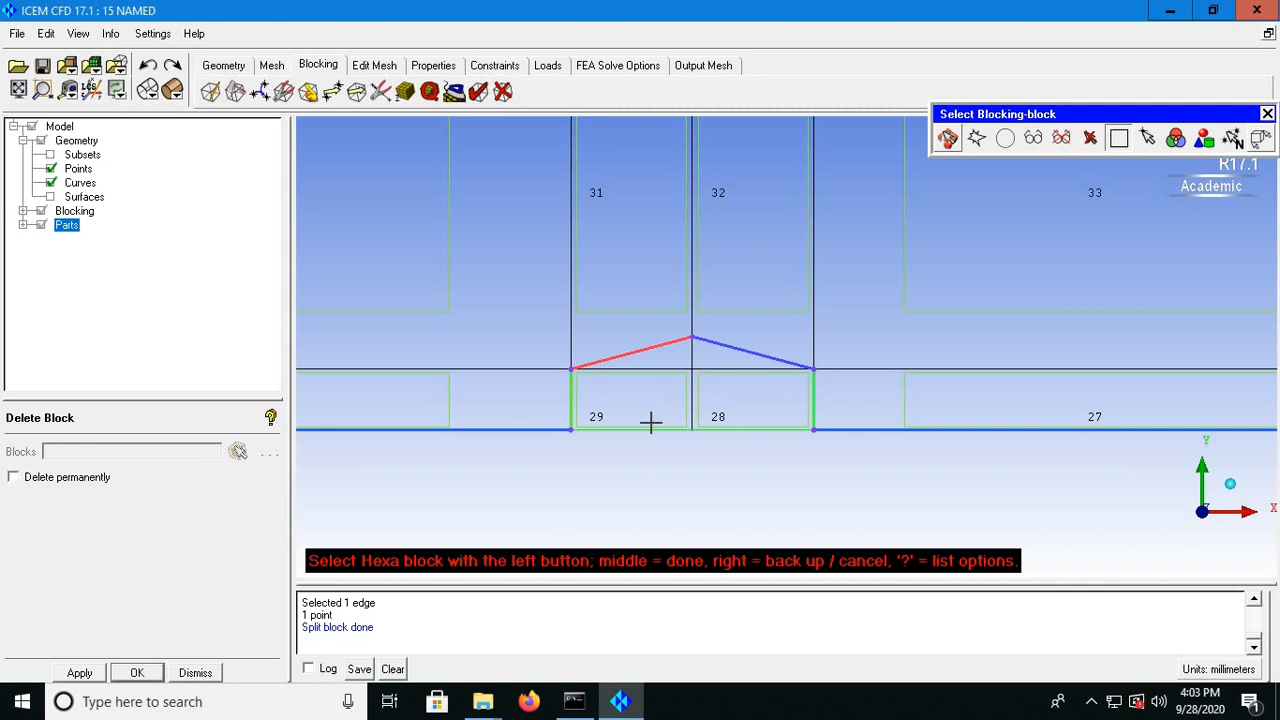 ICEM CFD 17.1 : 15 NAMED
File Edit View Info Settings Help
Geometry Mesh Blocking Edit Mesh Properties Constraints Loads FEA Solve Options Output Mesh
Select Blocking-block
R17.1
Academic
Model
Geometry
Subsets
Points
Curves
Surfaces
Blocking
Parts
31 32 33
29 28 27
Y
X
Delete Block
Blocks
Delete permanently
Select Hexa block with the left button; middle = done, right = back up / cancel, '?' = list options.
Selected 1 edge
1 point
Split block done
Apply OK Dismiss
Log Save Clear
Units: millimeters
Type here to search
4:03 PM
9/28/2020